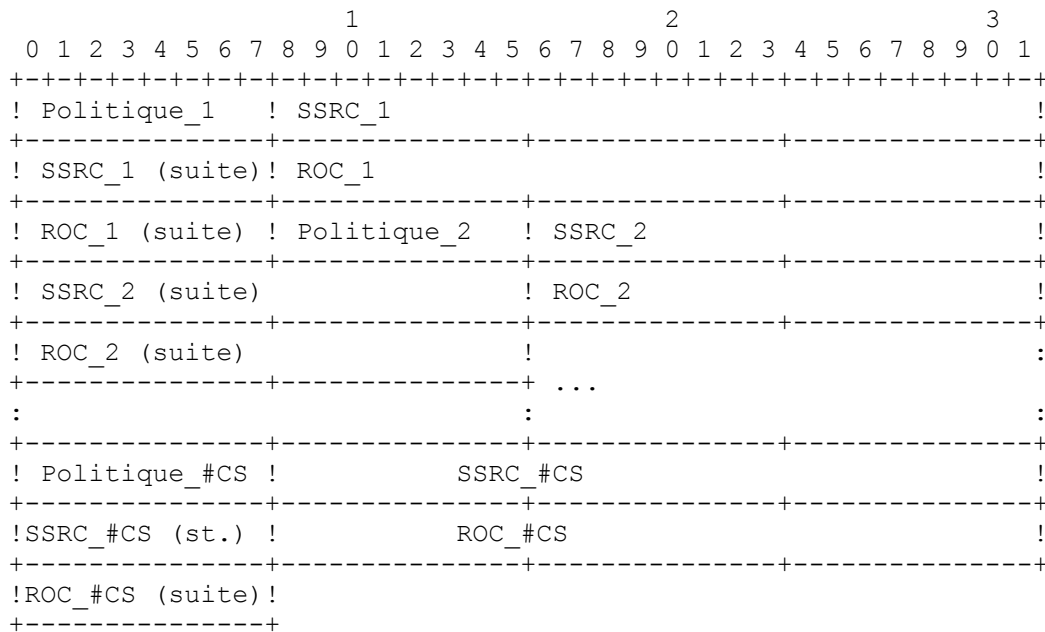 1                   2                   3
 0 1 2 3 4 5 6 7 8 9 0 1 2 3 4 5 6 7 8 9 0 1 2 3 4 5 6 7 8 9 0 1
+-+-+-+-+-+-+-+-+-+-+-+-+-+-+-+-+-+-+-+-+-+-+-+-+-+-+-+-+-+-+-+-+
! Politique_1   ! SSRC_1                                        !
+---------------+---------------+---------------+---------------+
! SSRC_1 (suite)! ROC_1                                         !
+---------------+---------------+---------------+---------------+
! ROC_1 (suite) ! Politique_2   ! SSRC_2                        !
+---------------+---------------+---------------+---------------+
! SSRC_2 (suite)                ! ROC_2                         !
+---------------+---------------+---------------+---------------+
! ROC_2 (suite)                 !                               :
+---------------+---------------+ ...
:                               :                               :
+---------------+---------------+---------------+---------------+
! Politique_#CS !           SSRC_#CS                            !
+---------------+---------------+---------------+---------------+
!SSRC_#CS (st.) !           ROC_#CS                             !
+---------------+---------------+---------------+---------------+
!ROC_#CS (suite)!
+---------------+